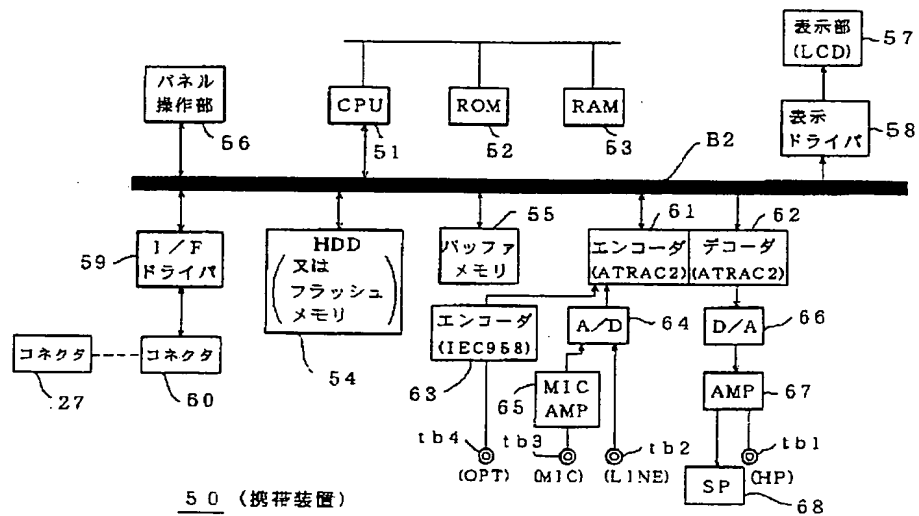 表示部
(LCD)
57
パネル
操作部
56
CPU
51
ROM
52
RAM
53
表示
ドライバ
58
B2
I/F
ドライバ
59
HDD
(又は
フラッシュ
メモリ)
54
バッファ
メモリ
55
61
62
エンコーダ
(ATRAC2)
デコーダ
(ATRAC2)
エンコーダ
(IEC958)
63
A/D
64
D/A
66
コネクタ
27
コネクタ
60
65
MIC
AMP
AMP
67
tb4
(OPT)
tb3
(MIC)
tb2
(LINE)
tb1
(HP)
SP
68
50 (携帯装置)